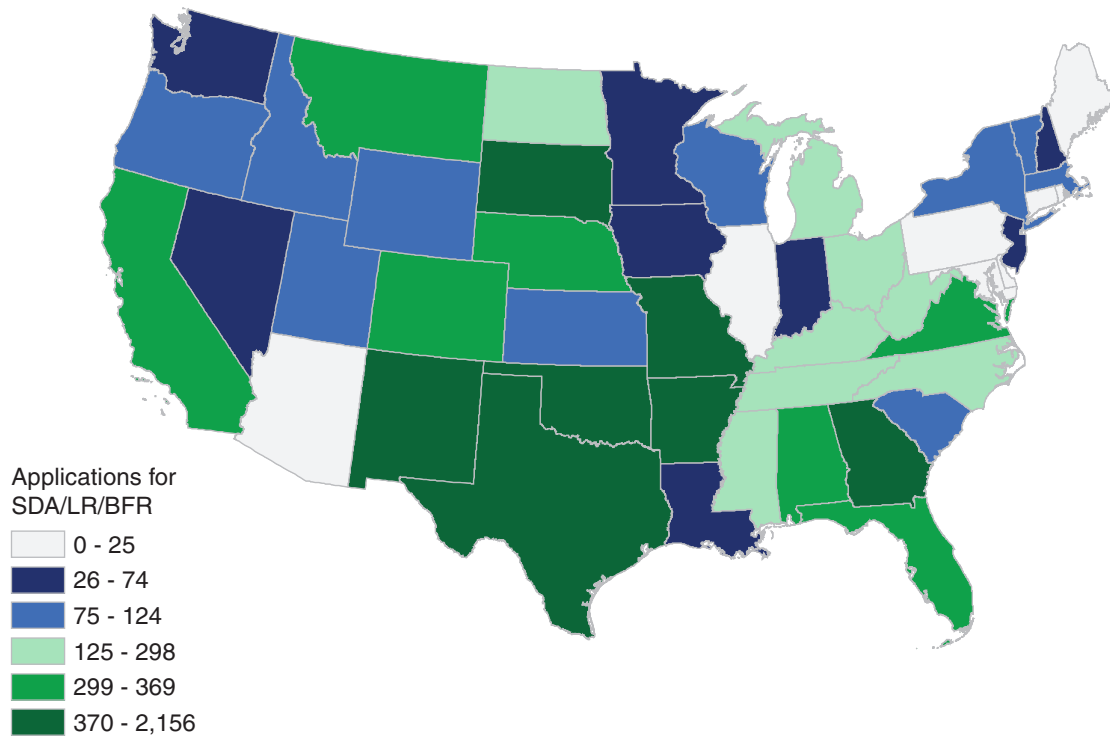 Applications for
SDA/LR/BFR
0 - 25
26 - 74
75 - 124
125 - 298
299 - 369
370 - 2,156